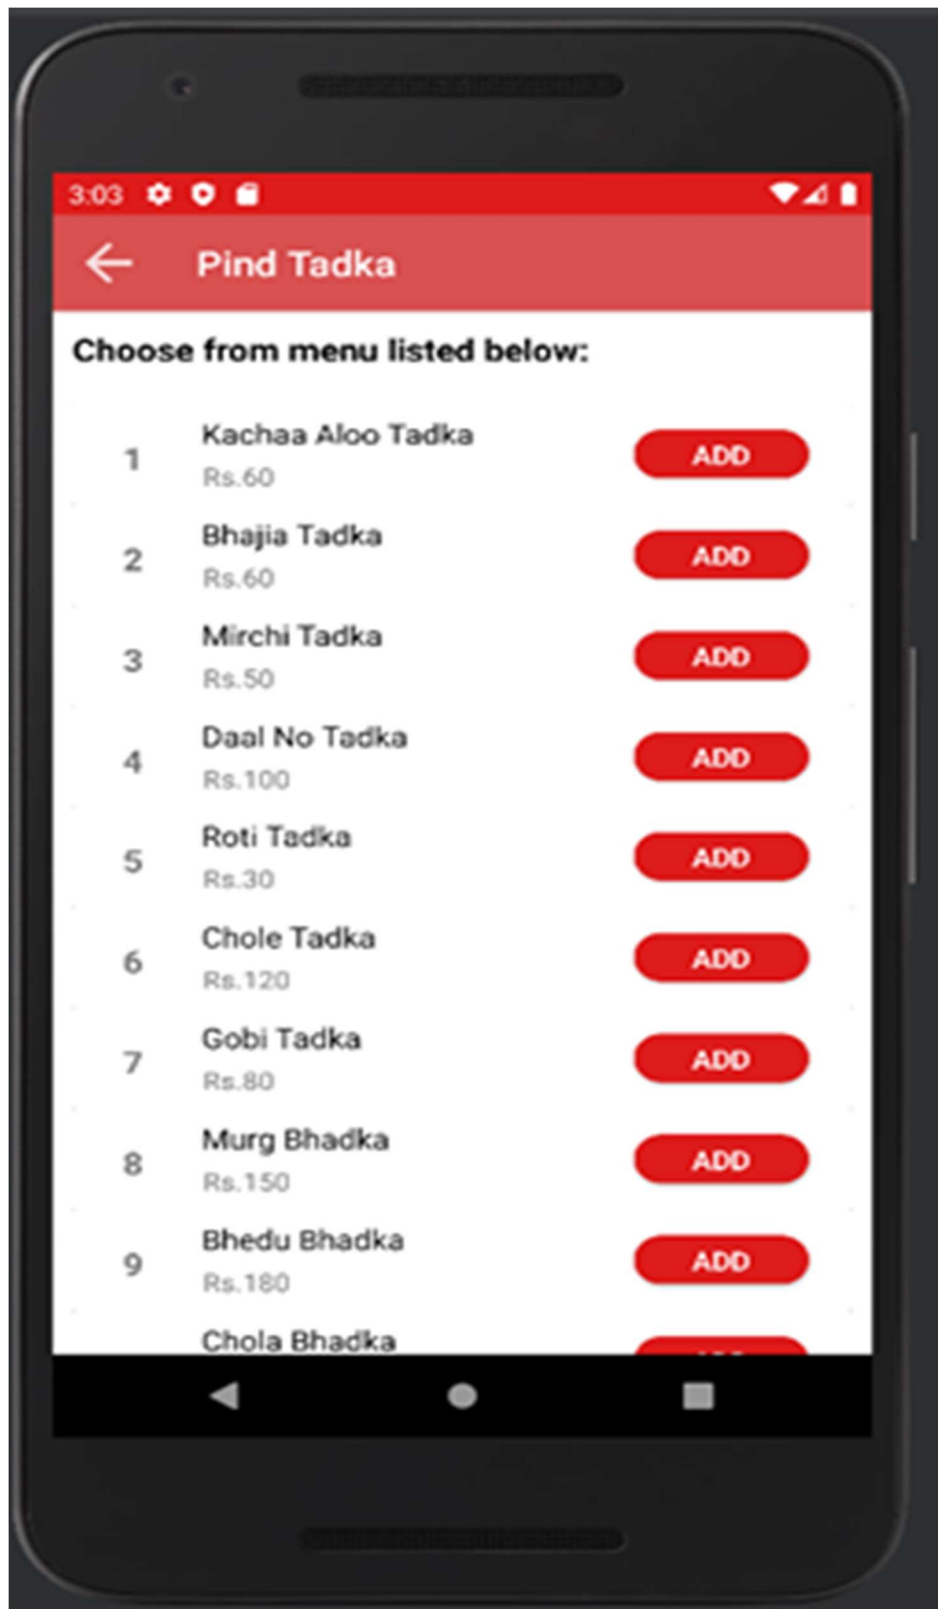 3:03
Pind Tadka
Choose from menu listed below:
1
Kachaa Aloo Tadka
Rs.60
ADD
2
Bhajia Tadka
Rs.60
ADD
3
Mirchi Tadka
Rs.50
ADD
4
Daal No Tadka
Rs.100
ADD
5
Roti Tadka
Rs.30
ADD
6
Chole Tadka
Rs.120
ADD
7
Gobi Tadka
Rs.80
ADD
8
Murg Bhadka
Rs.150
ADD
9
Bhedu Bhadka
Rs.180
ADD
Chola Bhadka